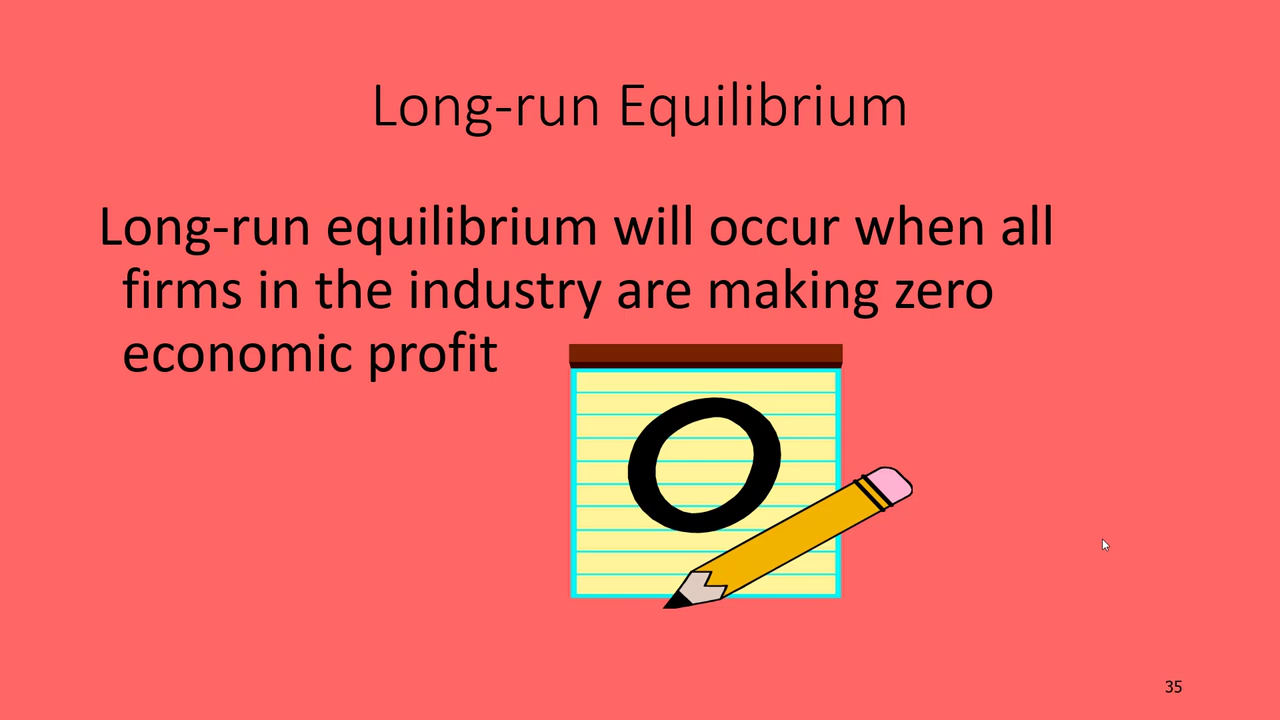 Long-run Equilibrium
Long-run equilibrium will occur when all
firms in the industry are making zero
economic profit
0
35